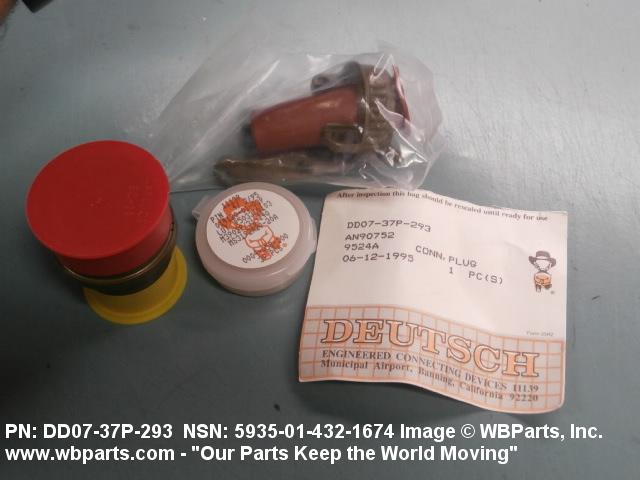 After inspection this bag should be resealed until ready for use
DD07-37P-293
AN90752
9524A CONN, PLUG
06-12-1995 1 PC(S)
DEUTSCH
ENGINEERED CONNECTING DEVICES 11139
Municipal Airport, Banning, California 92220
PN: DD07-37P-293 NSN: 5935-01-432-1674 Image © WBParts, Inc.
www.wbparts.com - "Our Parts Keep the World Moving"